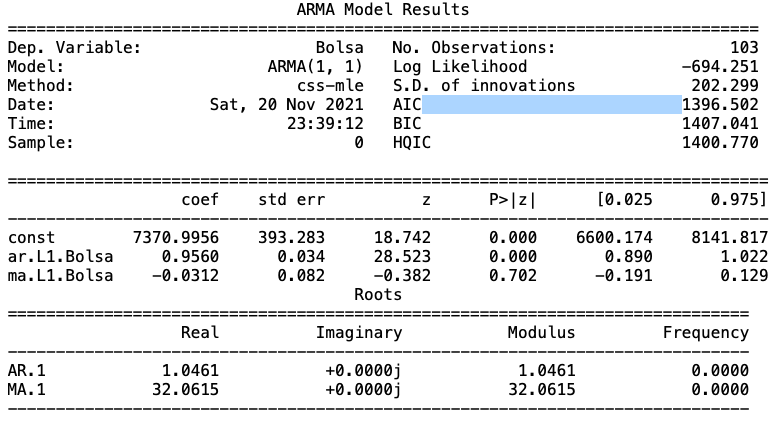 ARMA Model Results
==============================================================================
Dep. Variable: Bolsa No. Observations: 103
Model: ARMA(1, 1) Log Likelihood -694.251
Method: css-mle S.D. of innovations 202.299
Date: Sat, 20 Nov 2021 AIC 1396.502
Time: 23:39:12 BIC 1407.041
Sample: 0 HQIC 1400.770
===============================================================================
coef std err z P>|z| [0.025 0.975]
-------------------------------------------------------------------------------
const 7370.9956 393.283 18.742 0.000 6600.174 8141.817
ar.L1.Bolsa 0.9560 0.034 28.523 0.000 0.890 1.022
ma.L1.Bolsa -0.0312 0.082 -0.382 0.702 -0.191 0.129
Roots
=============================================================================
Real Imaginary Modulus Frequency
-----------------------------------------------------------------------------
AR.1 1.0461 +0.0000j 1.0461 0.0000
MA.1 32.0615 +0.0000j 32.0615 0.0000
-----------------------------------------------------------------------------